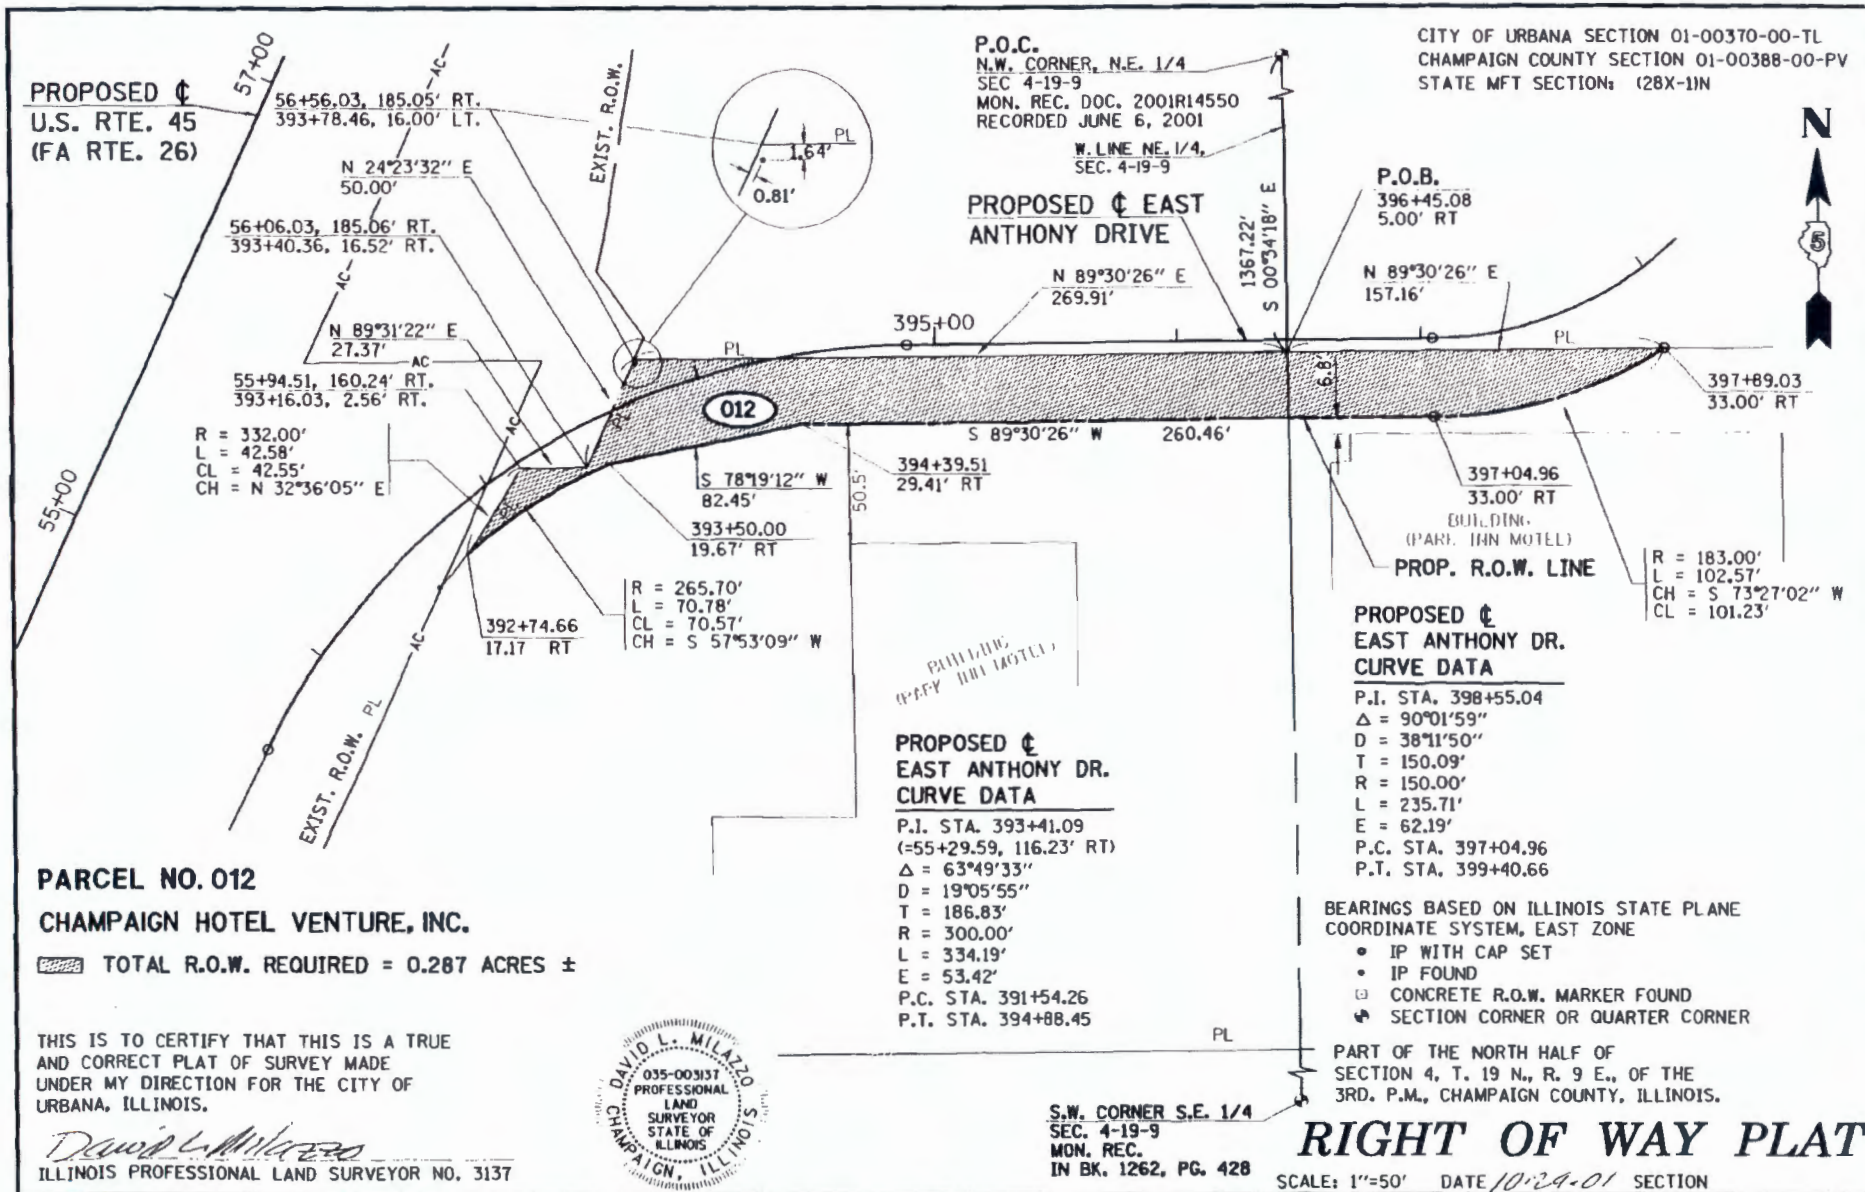 CITY OF URBANA SECTION 01-00370-00-TL
CHAMPAIGN COUNTY SECTION 01-00388-00-PV
STATE MFT SECTION: (28X-1)N
N
5
PROPOSED ℄
U.S. RTE. 45
(FA RTE. 26)
57+00
55+00
56+56.03, 185.05' RT.
393+78.46, 16.00' LT.
N 24°23'32" E
50.00'
56+06.03, 185.06' RT.
393+40.36, 16.52' RT.
N 89°31'22" E
27.37'
55+94.51, 160.24' RT.
393+16.03, 2.56' RT.
R = 332.00'
L = 42.58'
CL = 42.55'
CH = N 32°36'05" E
AC
AC
AC
AC
AC
EXIST. R.O.W.
PL
1.64'
0.81'
P.O.C.
N.W. CORNER, N.E. 1/4
SEC 4-19-9
MON. REC. DOC. 2001R14550
RECORDED JUNE 6, 2001
W. LINE NE. 1/4,
SEC. 4-19-9
PROPOSED ℄ EAST
ANTHONY DRIVE
1367.22'
S 00°34'18" E
P.O.B.
396+45.08
5.00' RT
N 89°30'26" E
269.91'
N 89°30'26" E
157.16'
395+00
PL
PL
PL
012
6.8'
397+89.03
33.00' RT
S 89°30'26" W 260.46'
S 78°19'12" W
82.45'
394+39.51
29.41' RT
50.5'
393+50.00
19.67' RT
397+04.96
33.00' RT
BUILDING
(PARK INN MOTEL)
PROP. R.O.W. LINE
R = 183.00'
L = 102.57'
CH = S 73°27'02" W
CL = 101.23'
R = 265.70'
L = 70.78'
CL = 70.57'
CH = S 57°53'09" W
392+74.66
17.17 RT
AC
EXIST. R.O.W. PL
BUILDING
(PARK INN MOTEL)
PROPOSED ℄
EAST ANTHONY DR.
CURVE DATA
P.I. STA. 393+41.09
(=55+29.59, 116.23' RT)
Δ = 63°49'33"
D = 19°05'55"
T = 186.83'
R = 300.00'
L = 334.19'
E = 53.42'
P.C. STA. 391+54.26
P.T. STA. 394+88.45
PROPOSED ℄
EAST ANTHONY DR.
CURVE DATA
P.I. STA. 398+55.04
Δ = 90°01'59"
D = 38°11'50"
T = 150.09'
R = 150.00'
L = 235.71'
E = 62.19'
P.C. STA. 397+04.96
P.T. STA. 399+40.66
PARCEL NO. 012
CHAMPAIGN HOTEL VENTURE, INC.
TOTAL R.O.W. REQUIRED = 0.287 ACRES ±
BEARINGS BASED ON ILLINOIS STATE PLANE
COORDINATE SYSTEM, EAST ZONE
IP WITH CAP SET
IP FOUND
CONCRETE R.O.W. MARKER FOUND
SECTION CORNER OR QUARTER CORNER
THIS IS TO CERTIFY THAT THIS IS A TRUE
AND CORRECT PLAT OF SURVEY MADE
UNDER MY DIRECTION FOR THE CITY OF
URBANA, ILLINOIS.
David L. Milazzo
ILLINOIS PROFESSIONAL LAND SURVEYOR NO. 3137
DAVID L. MILAZZO
035-003137
PROFESSIONAL
LAND
SURVEYOR
STATE OF
ILLINOIS
CHAMPAIGN, ILLINOIS
PL
PART OF THE NORTH HALF OF
SECTION 4, T. 19 N., R. 9 E., OF THE
3RD. P.M., CHAMPAIGN COUNTY, ILLINOIS.
S.W. CORNER S.E. 1/4
SEC. 4-19-9
MON. REC.
IN BK. 1262, PG. 428
RIGHT OF WAY PLAT
SCALE: 1"=50' DATE 10-29-01 SECTION